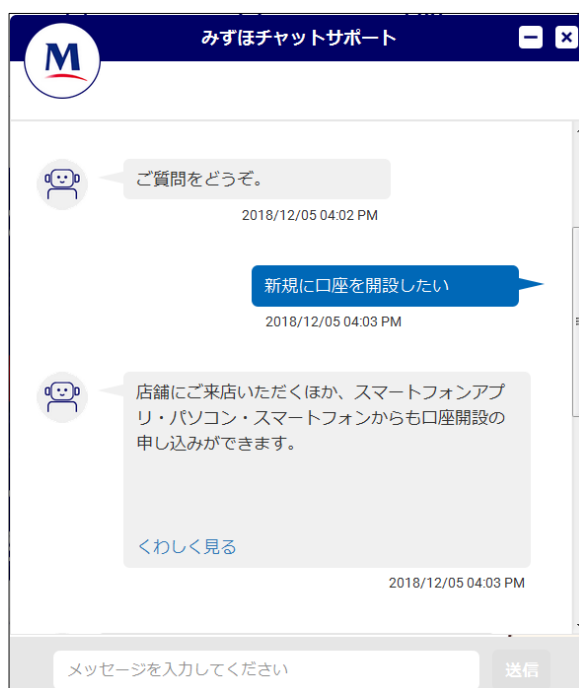 みずほチャットサポート
M
ご質問をどうぞ。
2018/12/05 04:02 PM
新規に口座を開設したい
2018/12/05 04:03 PM
店舗にご来店いただくほか、スマートフォンアプ
リ・パソコン・スマートフォンからも口座開設の
申し込みができます。
くわしく見る
2018/12/05 04:03 PM
メッセージを入力してください
送信